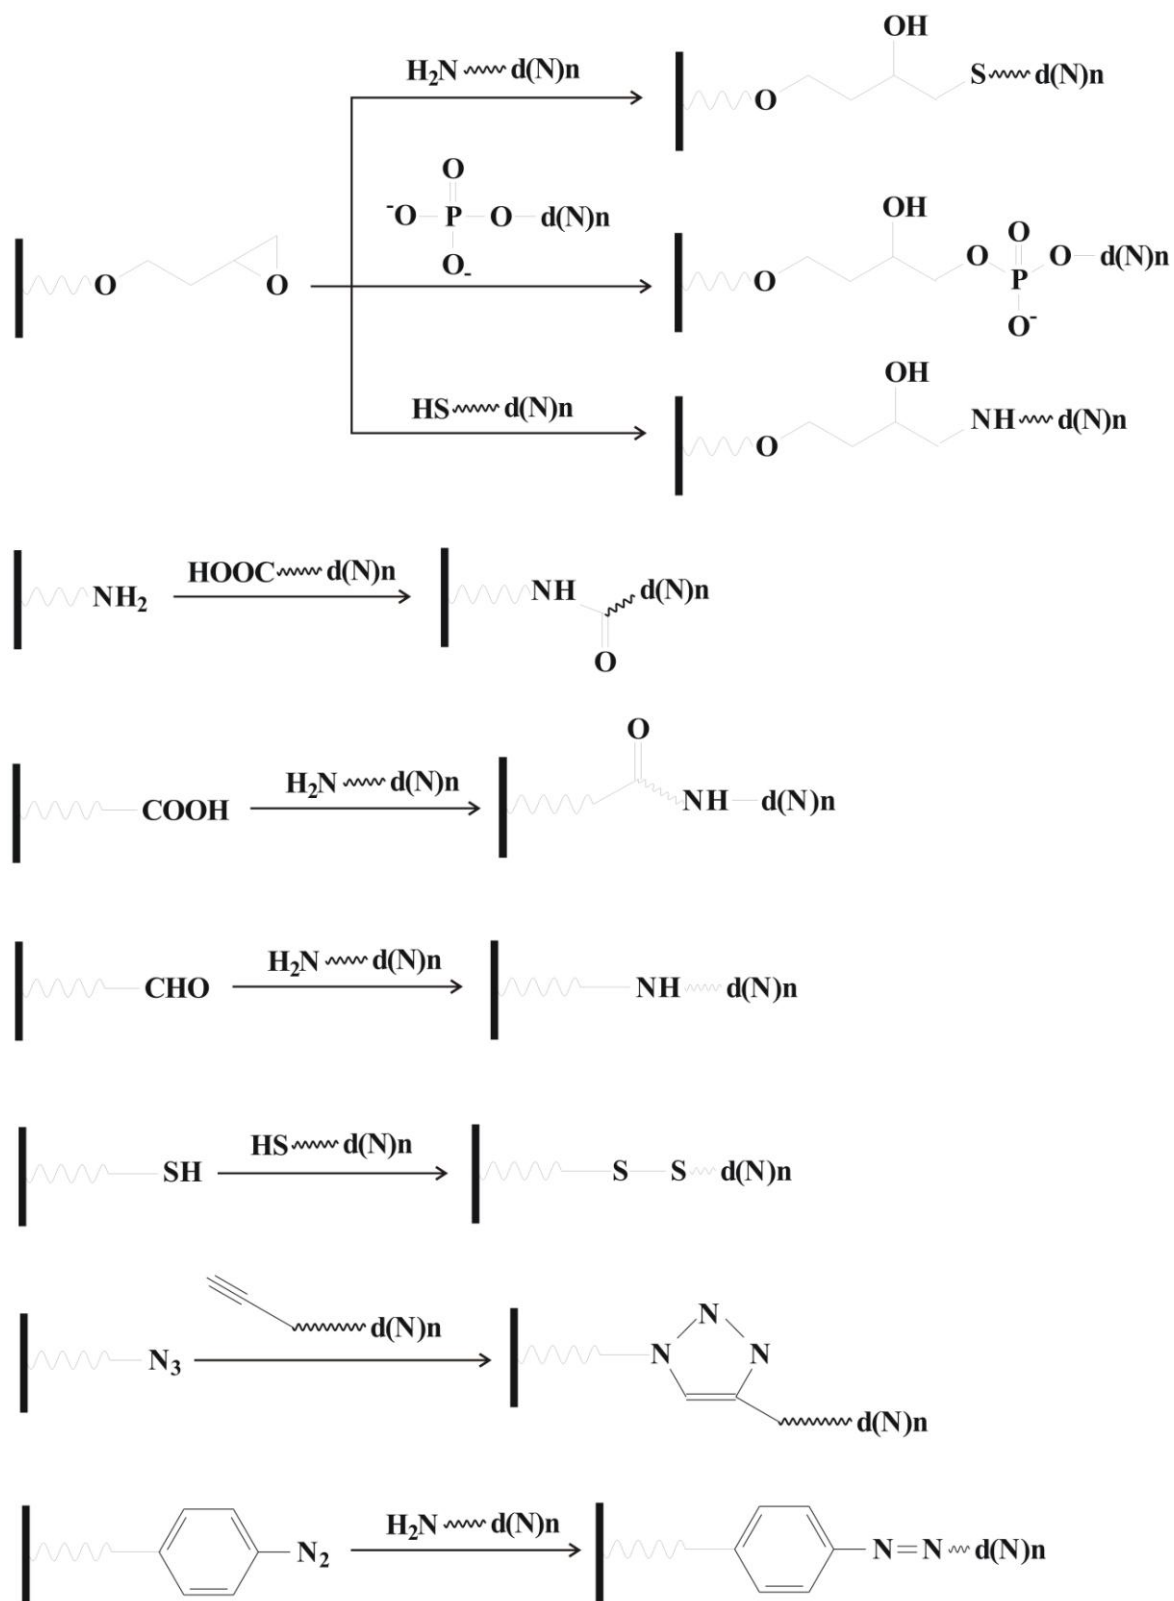 OH
H₂N d(N)n
O S d(N)n
O
⁻O P O d(N)n
O₋
O O
OH
O O
O O P O d(N)n
O⁻
HS d(N)n
OH
O NH d(N)n
NH₂
HOOC d(N)n
NH d(N)n
O
COOH
H₂N d(N)n
O
NH d(N)n
CHO
H₂N d(N)n
NH d(N)n
SH
HS d(N)n
S S d(N)n
N₃
d(N)n
N
N N
d(N)n
N₂
H₂N d(N)n
N=N d(N)n